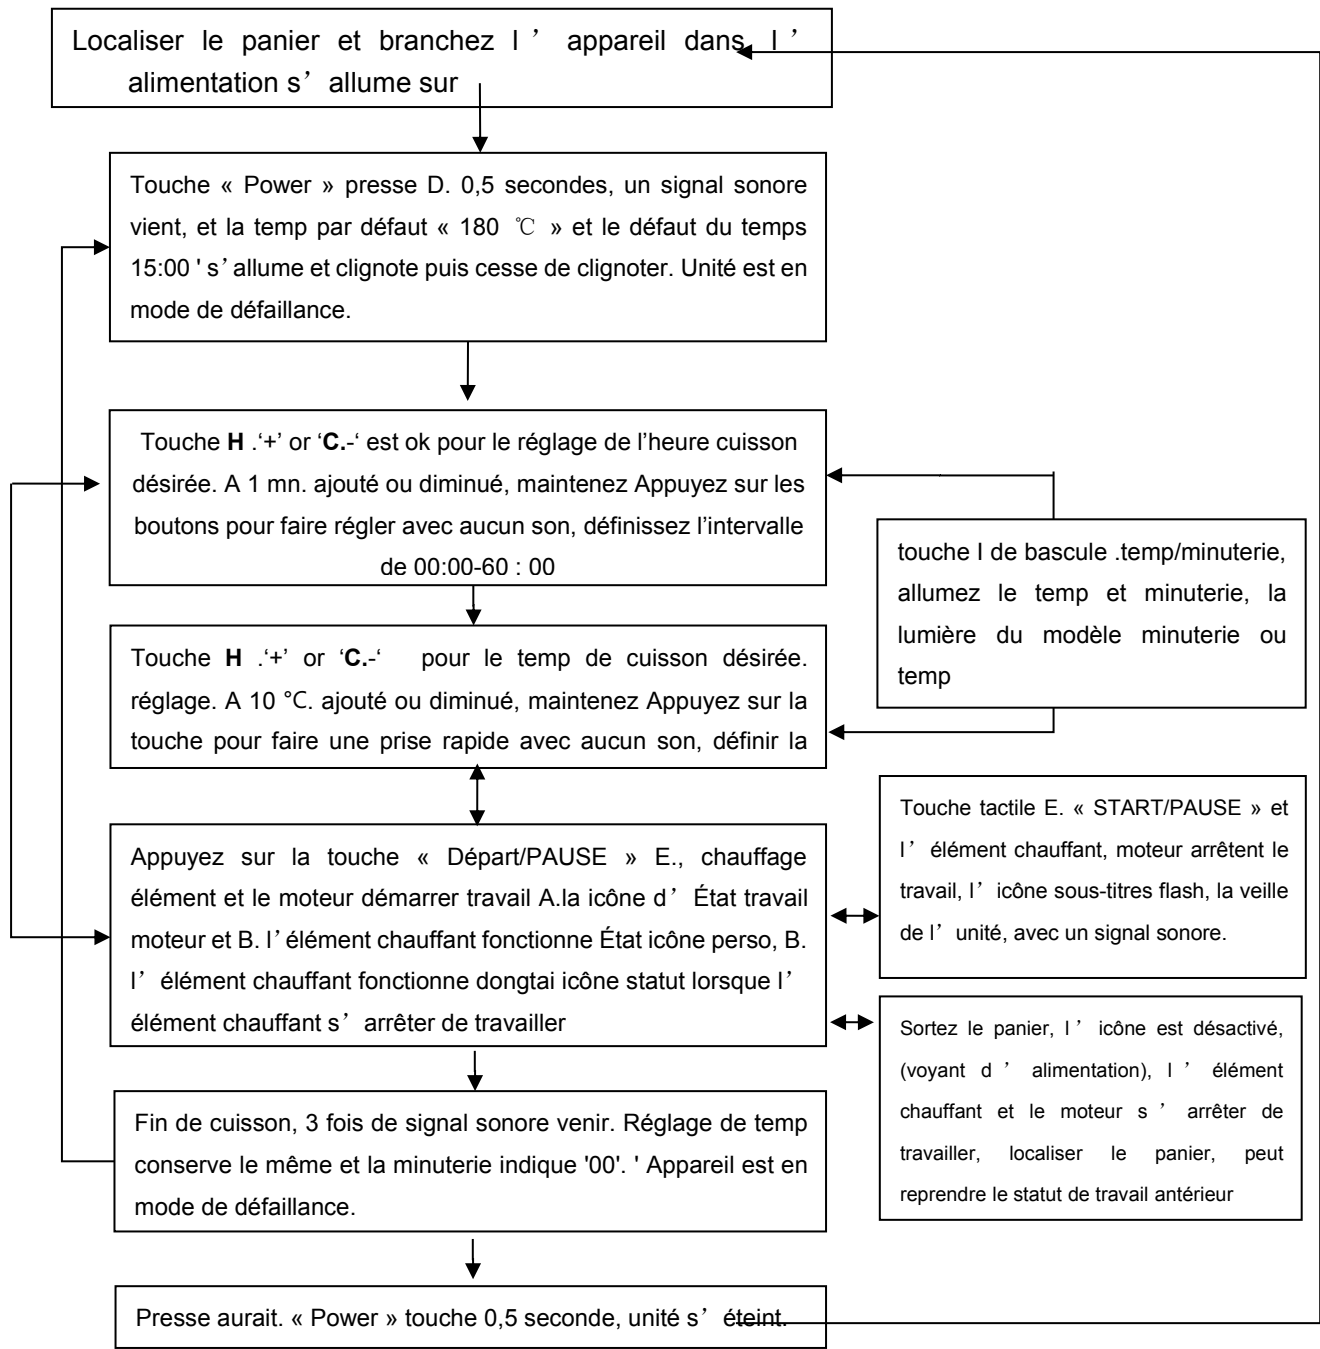 Localiser le panier et branchez l’appareil dans l’
alimentation s’allume sur
Touche « Power » presse D. 0,5 secondes, un signal sonore
vient, et la temp par défaut « 180 ℃ » et le défaut du temps
15:00 ' s’allume et clignote puis cesse de clignoter. Unité est en
mode de défaillance.
Touche H .‘+’ or ‘C.-‘ est ok pour le réglage de l’heure cuisson
désirée. A 1 mn. ajouté ou diminué, maintenez Appuyez sur les
boutons pour faire régler avec aucun son, définissez l’intervalle
de 00:00-60 : 00
touche I de bascule .temp/minuterie,
allumez le temp et minuterie, la
lumière du modèle minuterie ou
temp
Touche H .‘+’ or ‘C.-‘ pour le temp de cuisson désirée.
réglage. A 10 °C. ajouté ou diminué, maintenez Appuyez sur la
touche pour faire une prise rapide avec aucun son, définir la
Touche tactile E. « START/PAUSE » et
l’élément chauffant, moteur arrêtent le
travail, l’icône sous-titres flash, la veille
de l’unité, avec un signal sonore.
Appuyez sur la touche « Départ/PAUSE » E., chauffage
élément et le moteur démarrer travail A.la icône d’État travail
moteur et B. l’élément chauffant fonctionne État icône perso, B.
l’élément chauffant fonctionne dongtai icône statut lorsque l’
élément chauffant s’arrêter de travailler
Sortez le panier, l’icône est désactivé,
(voyant d’alimentation), l’élément
chauffant et le moteur s’arrêter de
travailler, localiser le panier, peut
reprendre le statut de travail antérieur
Fin de cuisson, 3 fois de signal sonore venir. Réglage de temp
conserve le même et la minuterie indique '00'. ' Appareil est en
mode de défaillance.
Presse aurait. « Power » touche 0,5 seconde, unité s’éteint.